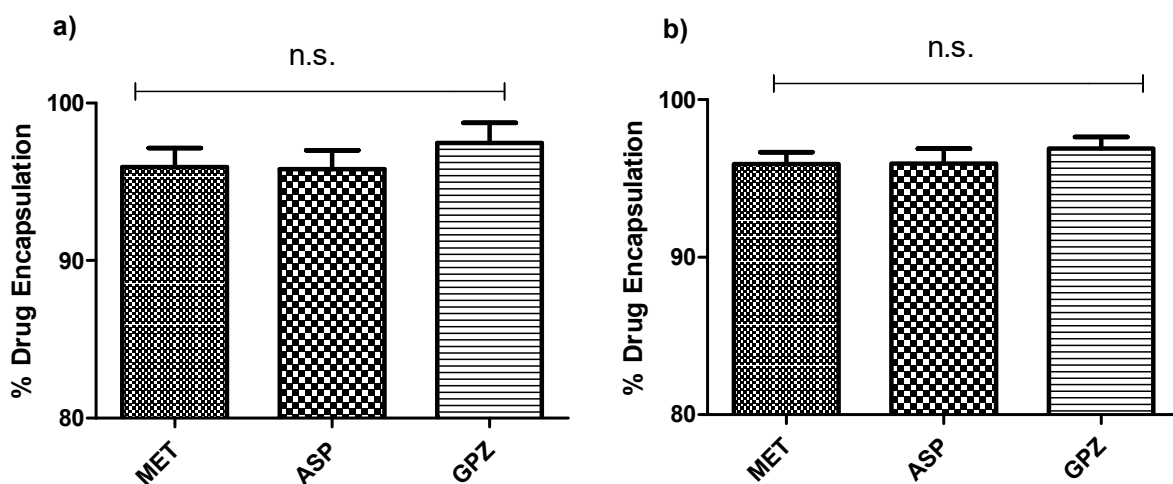 a)
n.s.
% Drug Encapsulation
100
90
80
MET
ASP
GPZ
b)
n.s.
% Drug Encapsulation
100
90
80
MET
ASP
GPZ